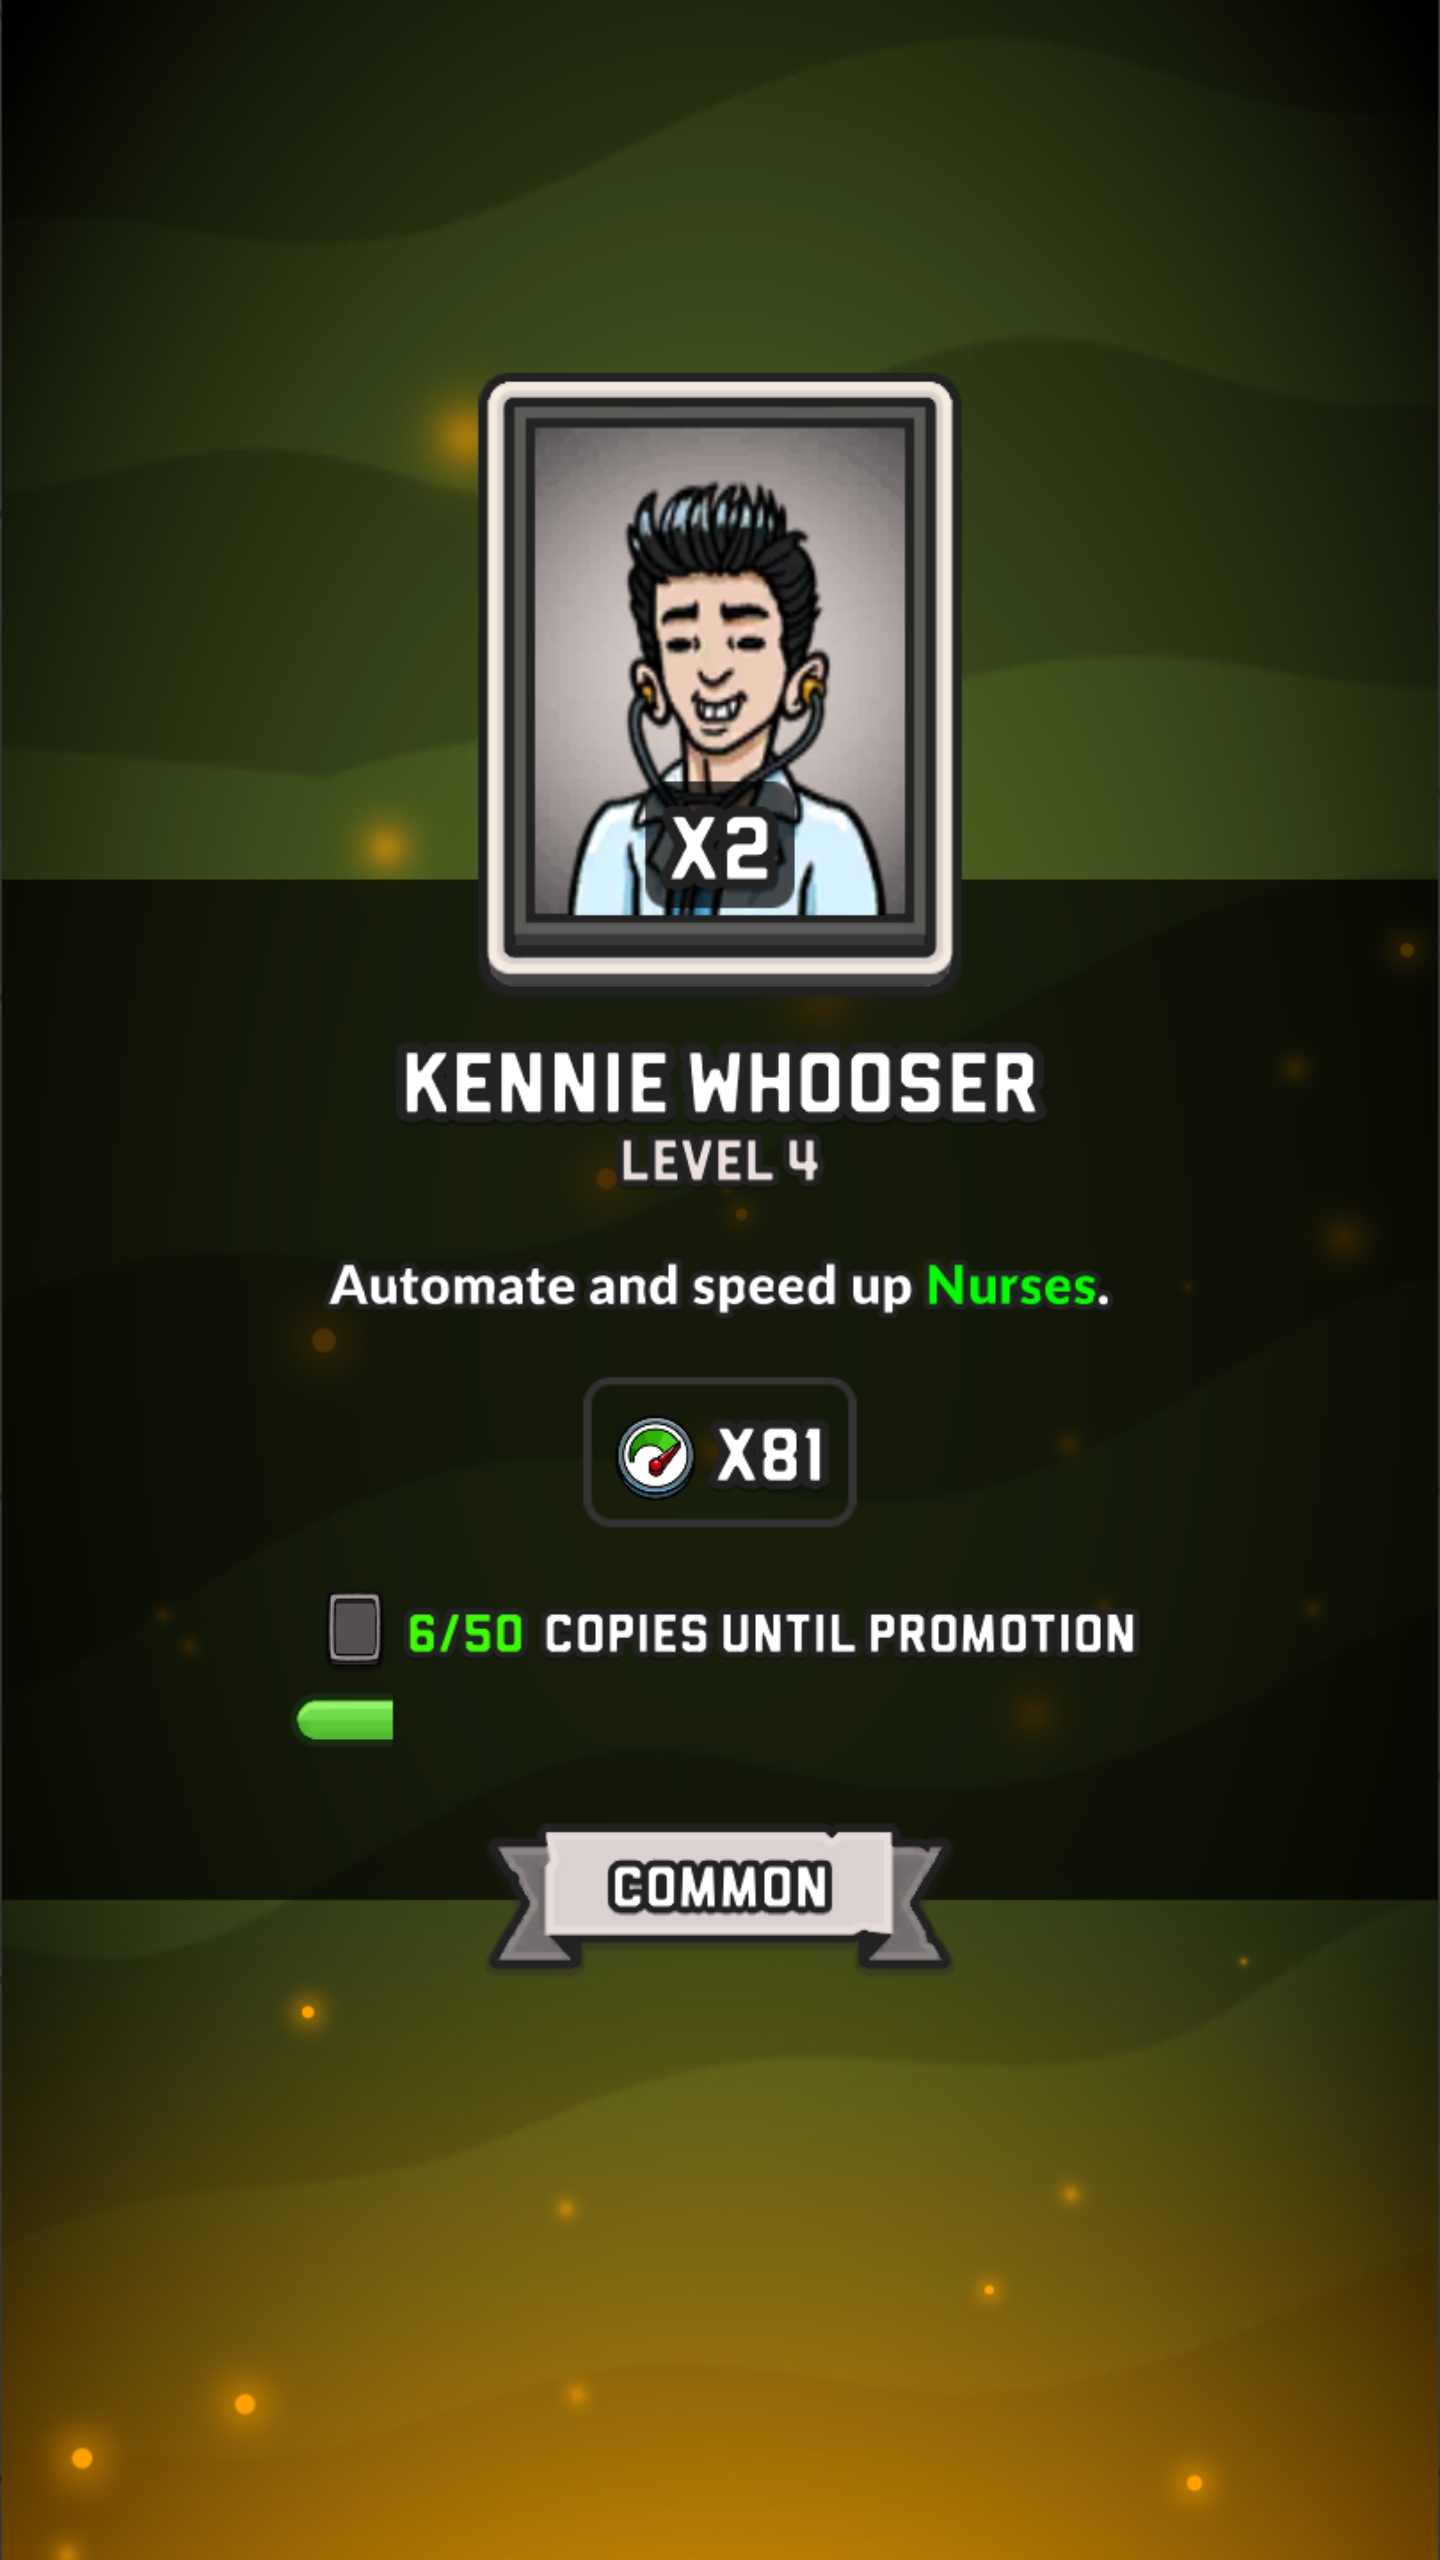 X2
KENNIE WHOOSER
LEVEL 4
Automate and speed up Nurses.
X81
6/50 COPIES UNTIL PROMOTION
COMMON